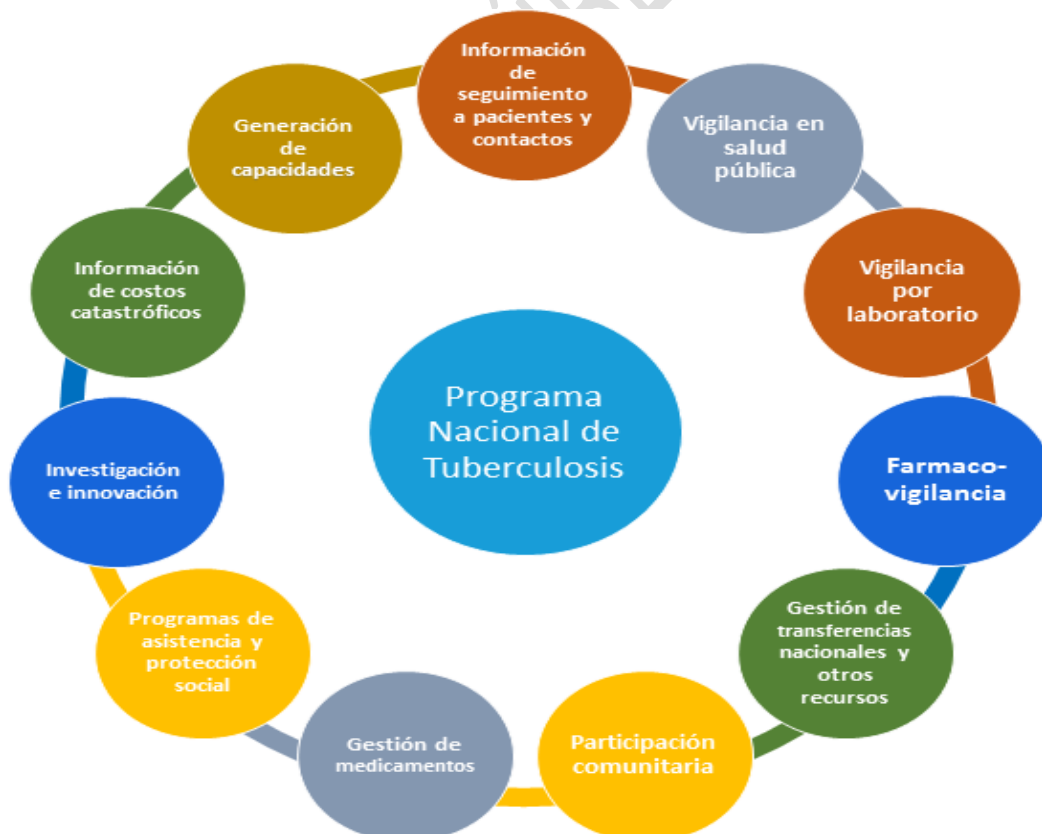 Información
de
seguimiento
a pacientes y
contactos
Vigilancia en
salud
pública
Vigilancia
por
laboratorio
Farmaco-
vigilancia
Gestión de
transferencias
nacionales y
otros
recursos
Participación
comunitaria
Gestión de
medicamentos
Programas de
asistencia y
protección
social
Investigación
e innovación
Información
de costos
catastróficos
Generación
de
capacidades
Programa
Nacional de
Tuberculosis